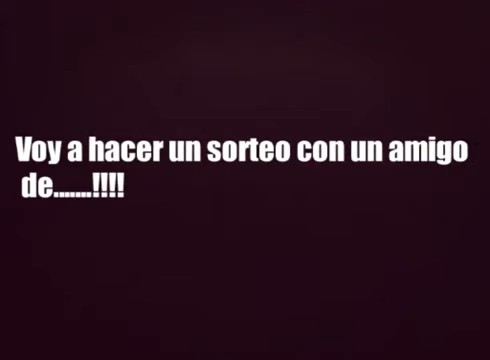 Voy a hacer un sorteo con un amigo
de.......!!!!